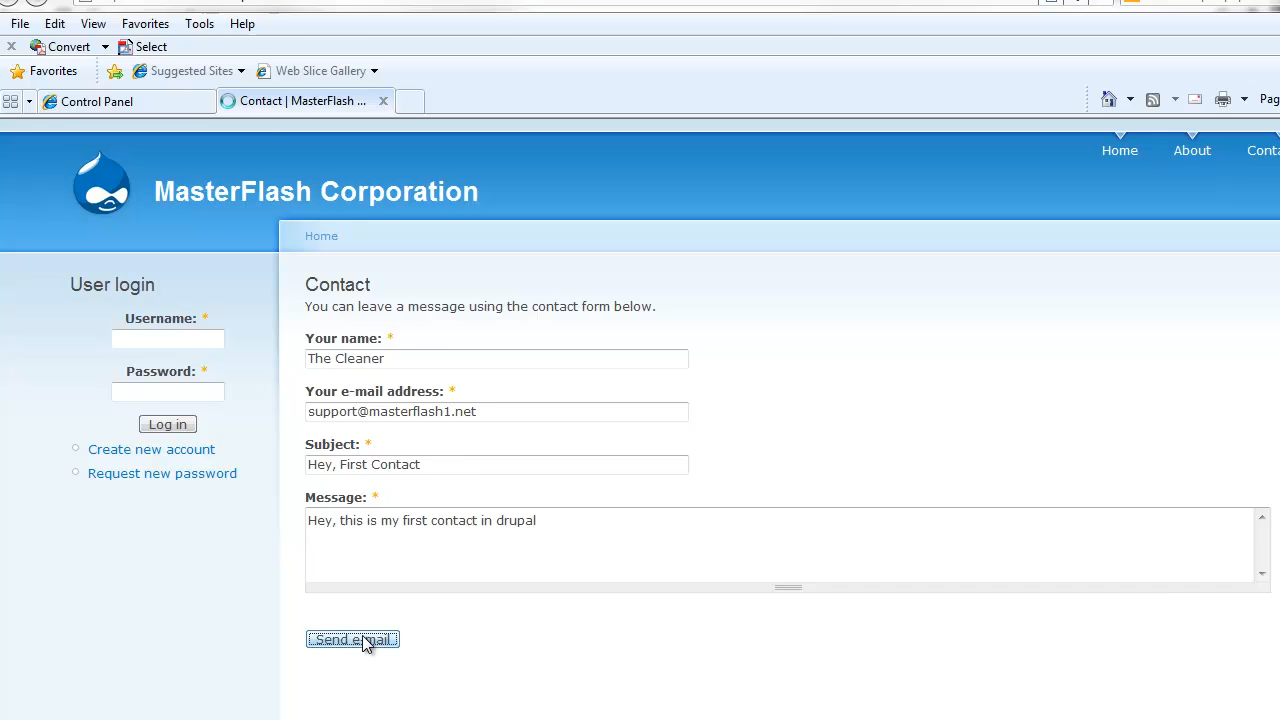 File Edit View Favorites Tools Help
Convert Select
Favorites Suggested Sites Web Slice Gallery
Control Panel Contact | MasterFlash ...
Home About
MasterFlash Corporation
Home
User login
Username: *
Password: *
Log in
Create new account
Request new password
Contact
You can leave a message using the contact form below.
Your name: *
The Cleaner
Your e-mail address: *
support@masterflash1.net
Subject: *
Hey, First Contact
Message: *
Hey, this is my first contact in drupal
Send e-mail